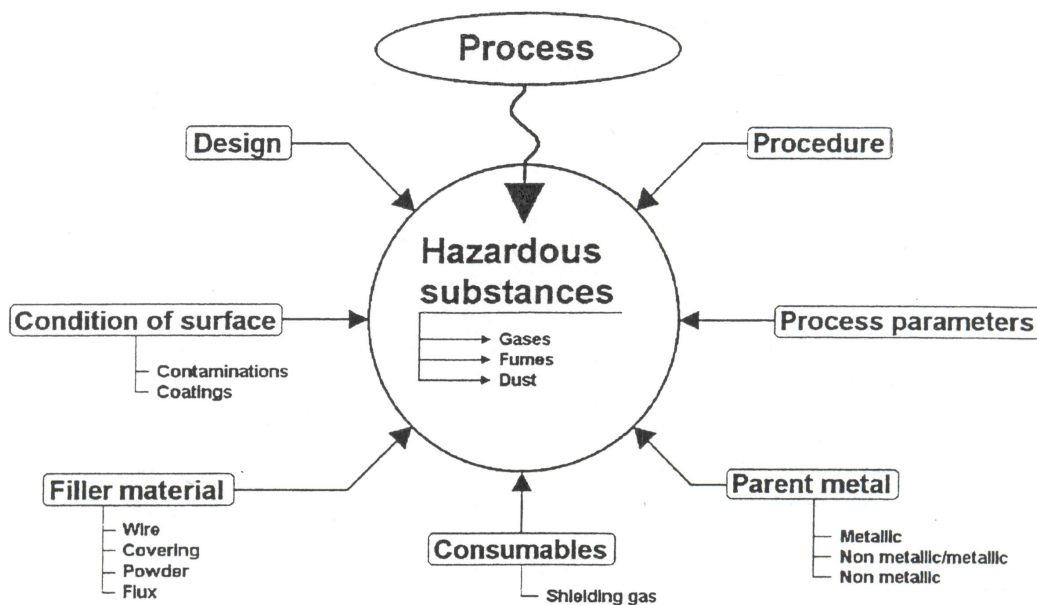 Process
Design
Procedure
Hazardous
substances
Gases
Fumes
Dust
Condition of surface
Contaminations
Coatings
Process parameters
Filler material
Wire
Covering
Powder
Flux
Consumables
Shielding gas
Parent metal
Metallic
Non metallic/metallic
Non metallic